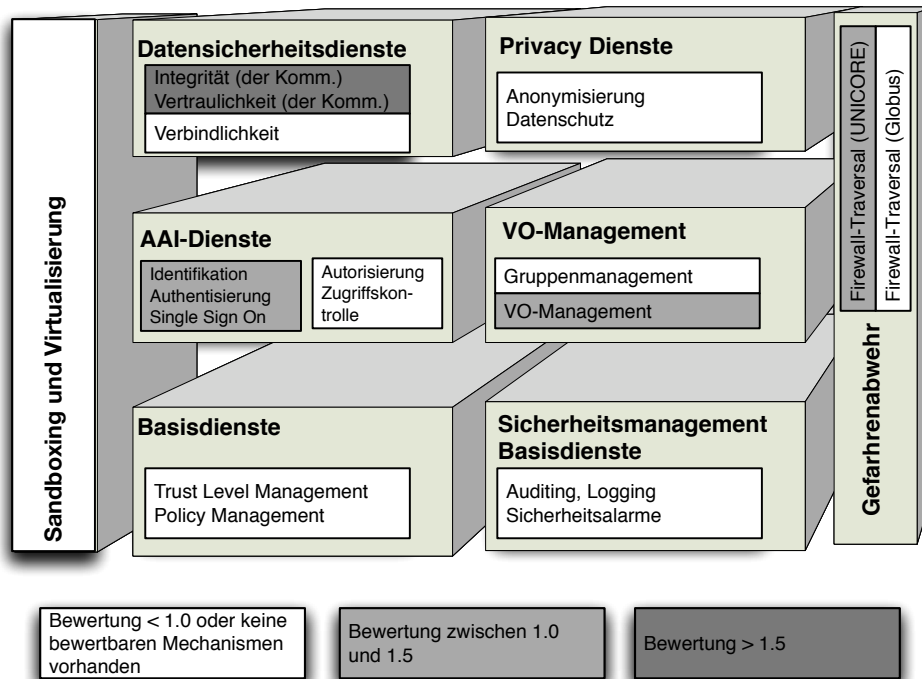 Datensicherheitsdienste
Integrität (der Komm.)
Vertraulichkeit (der Komm.)
Verbindlichkeit
Privacy Dienste
Anonymisierung
Datenschutz
AAI-Dienste
Identifikation
Authentisierung
Single Sign On
Autorisierung
Zugriffskon-
trolle
VO-Management
Gruppenmanagement
VO-Management
Basisdienste
Trust Level Management
Policy Management
Sicherheitsmanagement
Basisdienste
Auditing, Logging
Sicherheitsalarme
Sandboxing und Virtualisierung
Firewall-Traversal (UNICORE)
Firewall-Traversal (Globus)
Gefarhrenabwehr
Bewertung < 1.0 oder keine
bewertbaren Mechanismen
vorhanden
Bewertung zwischen 1.0
und 1.5
Bewertung > 1.5